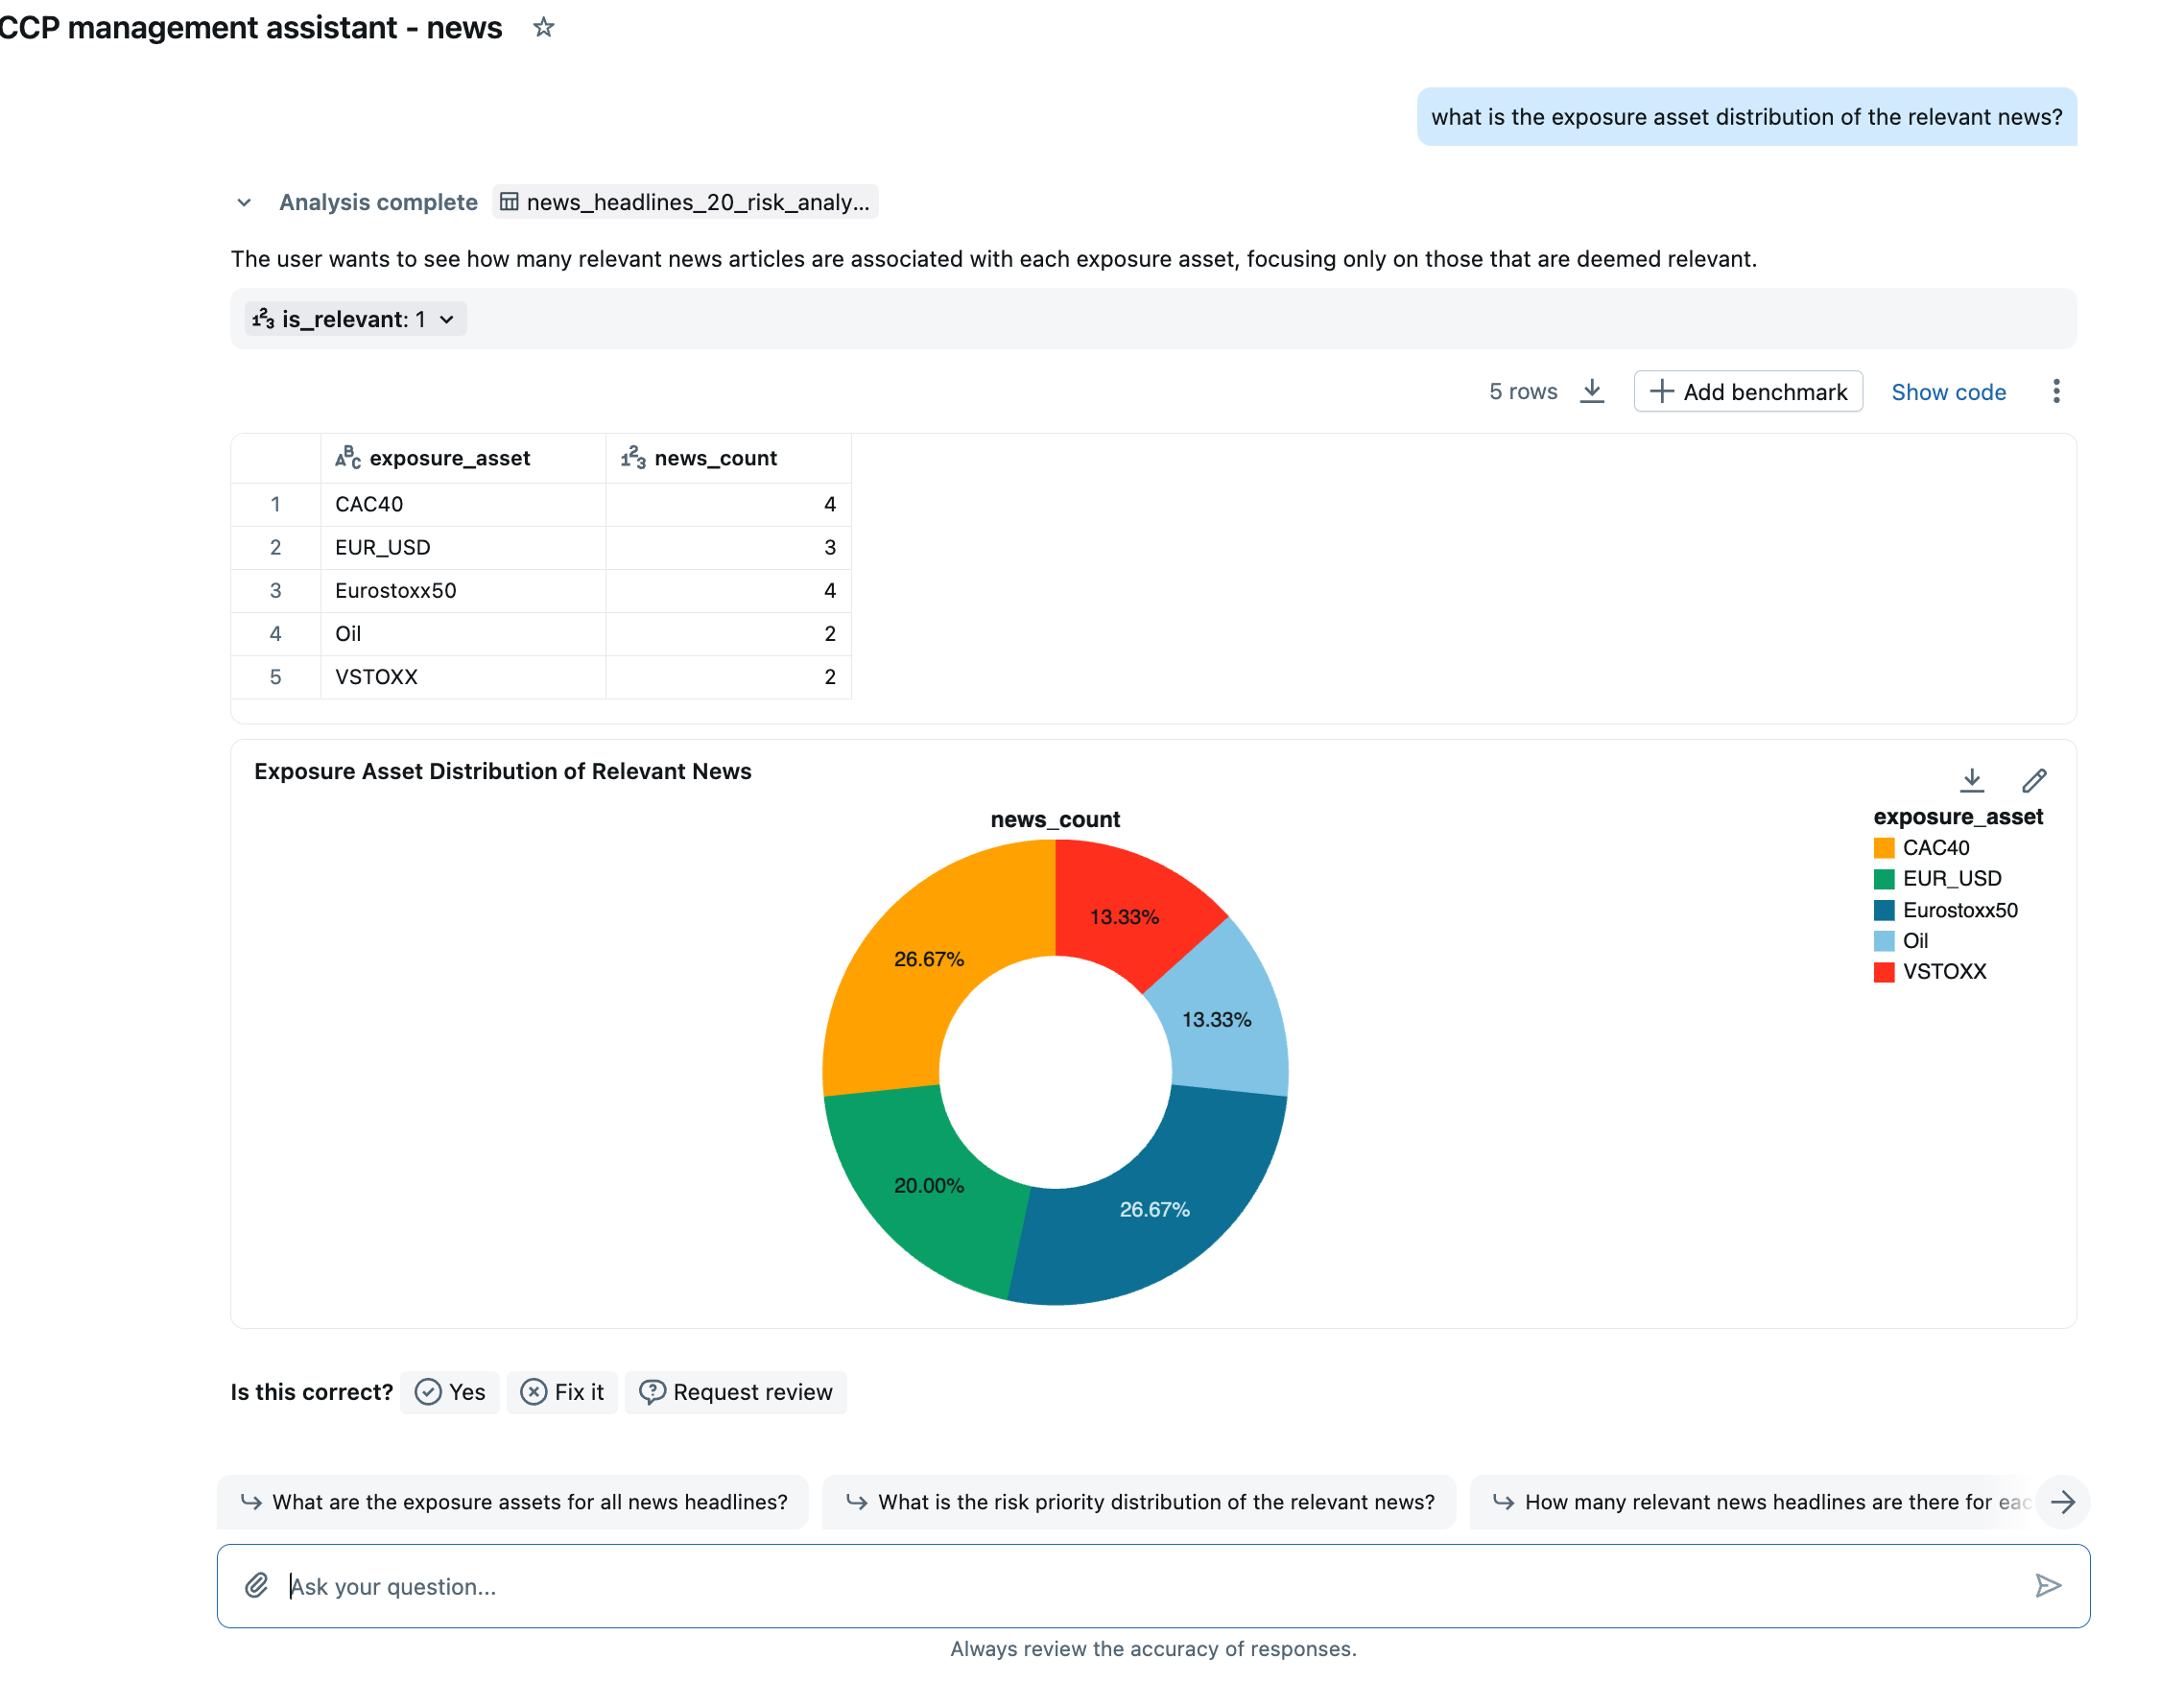 CCP management assistant - news
what is the exposure asset distribution of the relevant news?
Analysis complete news_headlines_20_risk_analy...
The user wants to see how many relevant news articles are associated with each exposure asset, focusing only on those that are deemed relevant.
is_relevant: 1
5 rows Add benchmark Show code
exposure_asset news_count
1 CAC40 4
2 EUR_USD 3
3 Eurostoxx50 4
4 Oil 2
5 VSTOXX 2
Exposure Asset Distribution of Relevant News
news_count
exposure_asset
CAC40
EUR_USD
Eurostoxx50
Oil
VSTOXX
13.33%
26.67%
13.33%
20.00%
26.67%
Is this correct? Yes Fix it Request review
What are the exposure assets for all news headlines? What is the risk priority distribution of the relevant news? How many relevant news headlines are there for eac
Ask your question...
Always review the accuracy of responses.